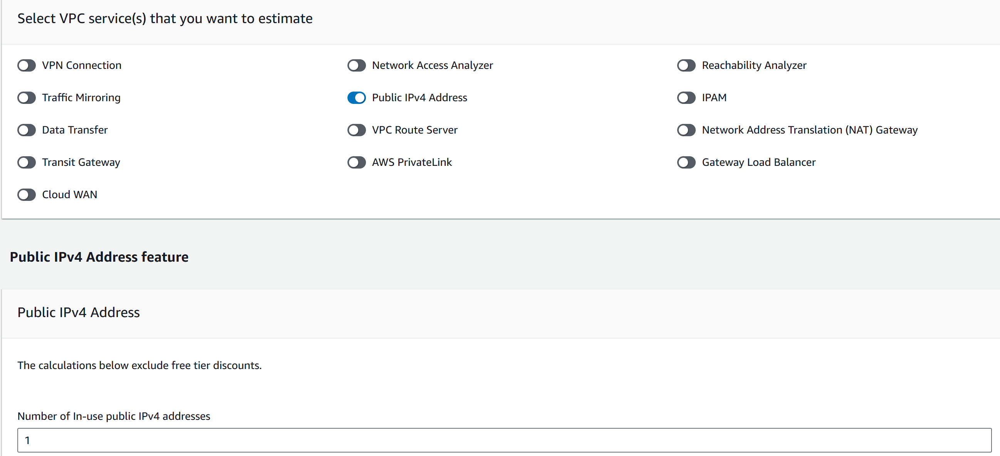 Select VPC service(s) that you want to estimate
VPN Connection
Network Access Analyzer
Reachability Analyzer
Traffic Mirroring
Public IPv4 Address
IPAM
Data Transfer
VPC Route Server
Network Address Translation (NAT) Gateway
Transit Gateway
AWS PrivateLink
Gateway Load Balancer
Cloud WAN
Public IPv4 Address feature
Public IPv4 Address
The calculations below exclude free tier discounts.
Number of In-use public IPv4 addresses
1